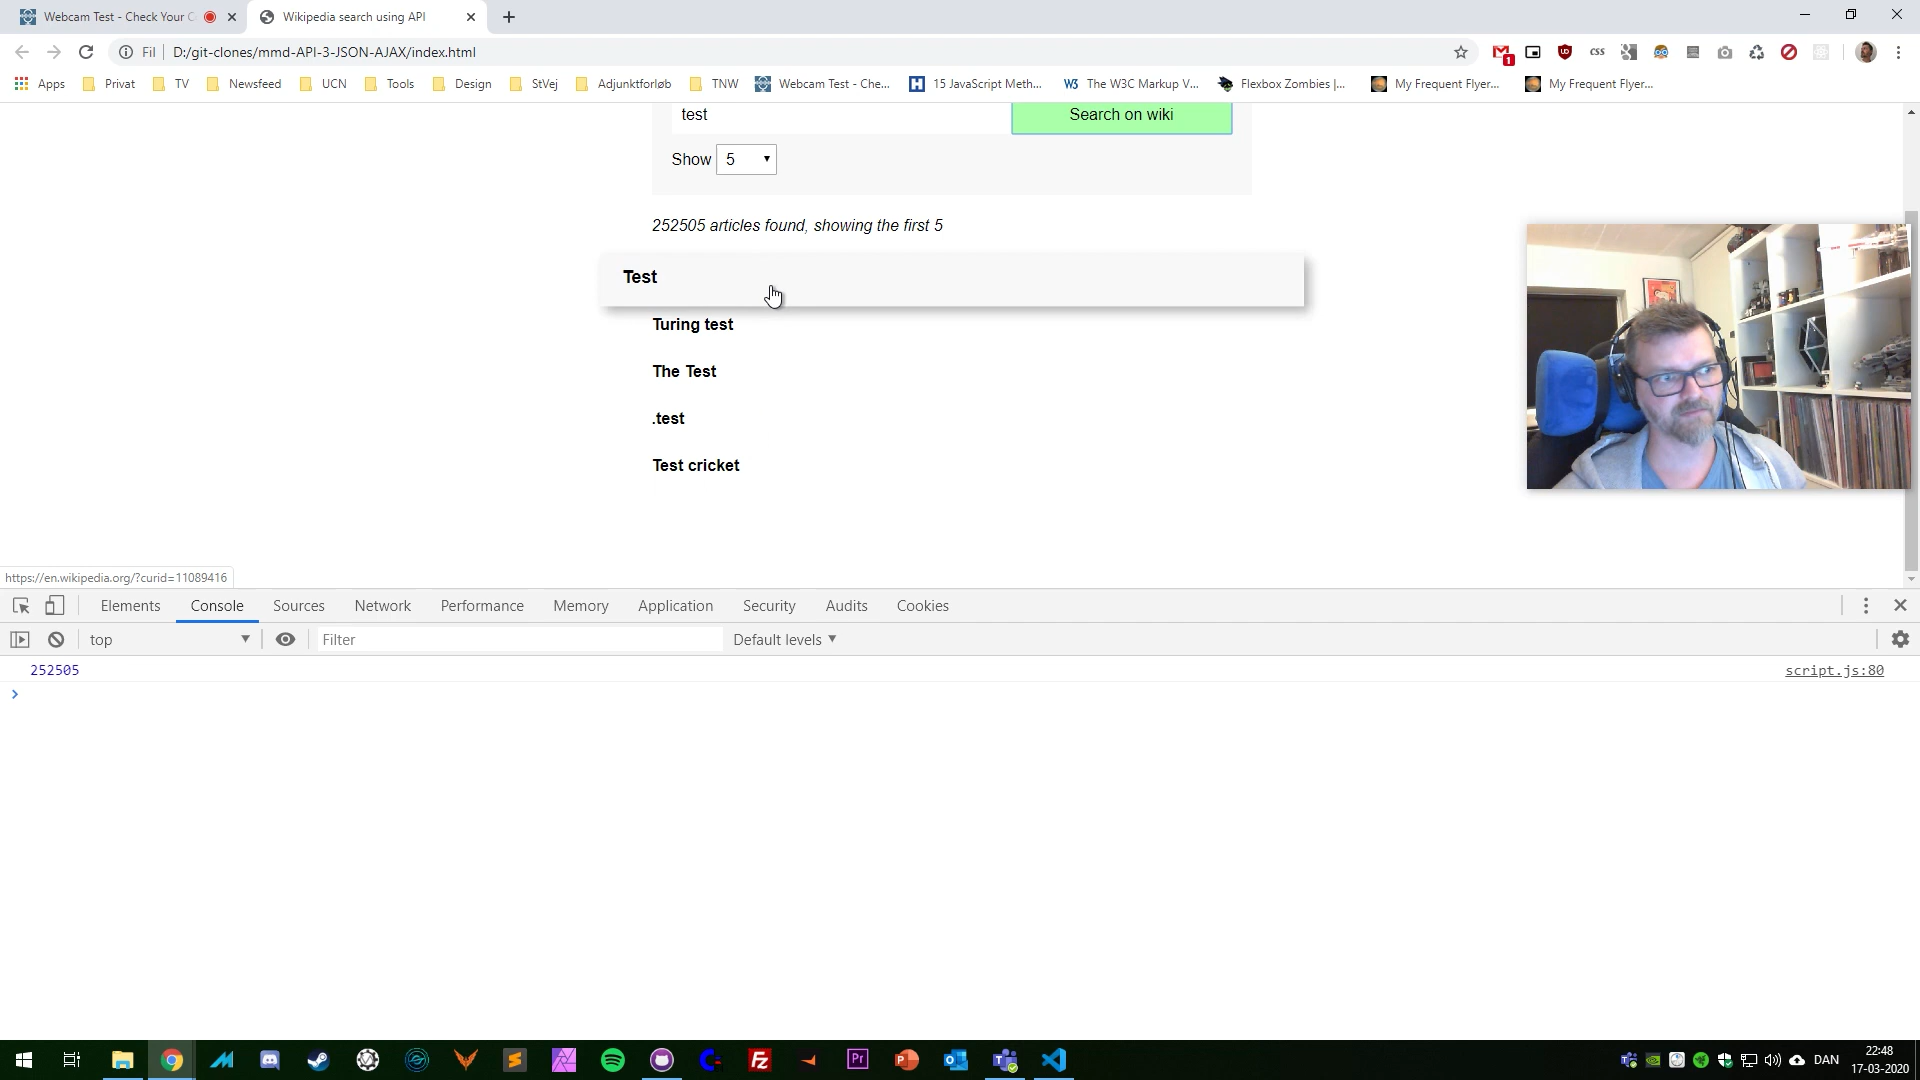 Webcam Test - Check Your C
Wikipedia search using API
Fil
D:/git-clones/mmd-API-3-JSON-AJAX/index.html
1
css
Apps
Privat
TV
Newsfeed
UCN
Tools
Design
StVej
Adjunktforløb
TNW
Webcam Test - Che...
15 JavaScript Meth...
The W3C Markup V...
Flexbox Zombies |...
My Frequent Flyer...
My Frequent Flyer...
test
Search on wiki
Show 5
252505 articles found, showing the first 5
Test
Turing test
The Test
.test
Test cricket
https://en.wikipedia.org/?curid=11089416
Elements
Console
Sources
Network
Performance
Memory
Application
Security
Audits
Cookies
top
Filter
Default levels
252505
script.js:80
DAN
22:48
17-03-2020